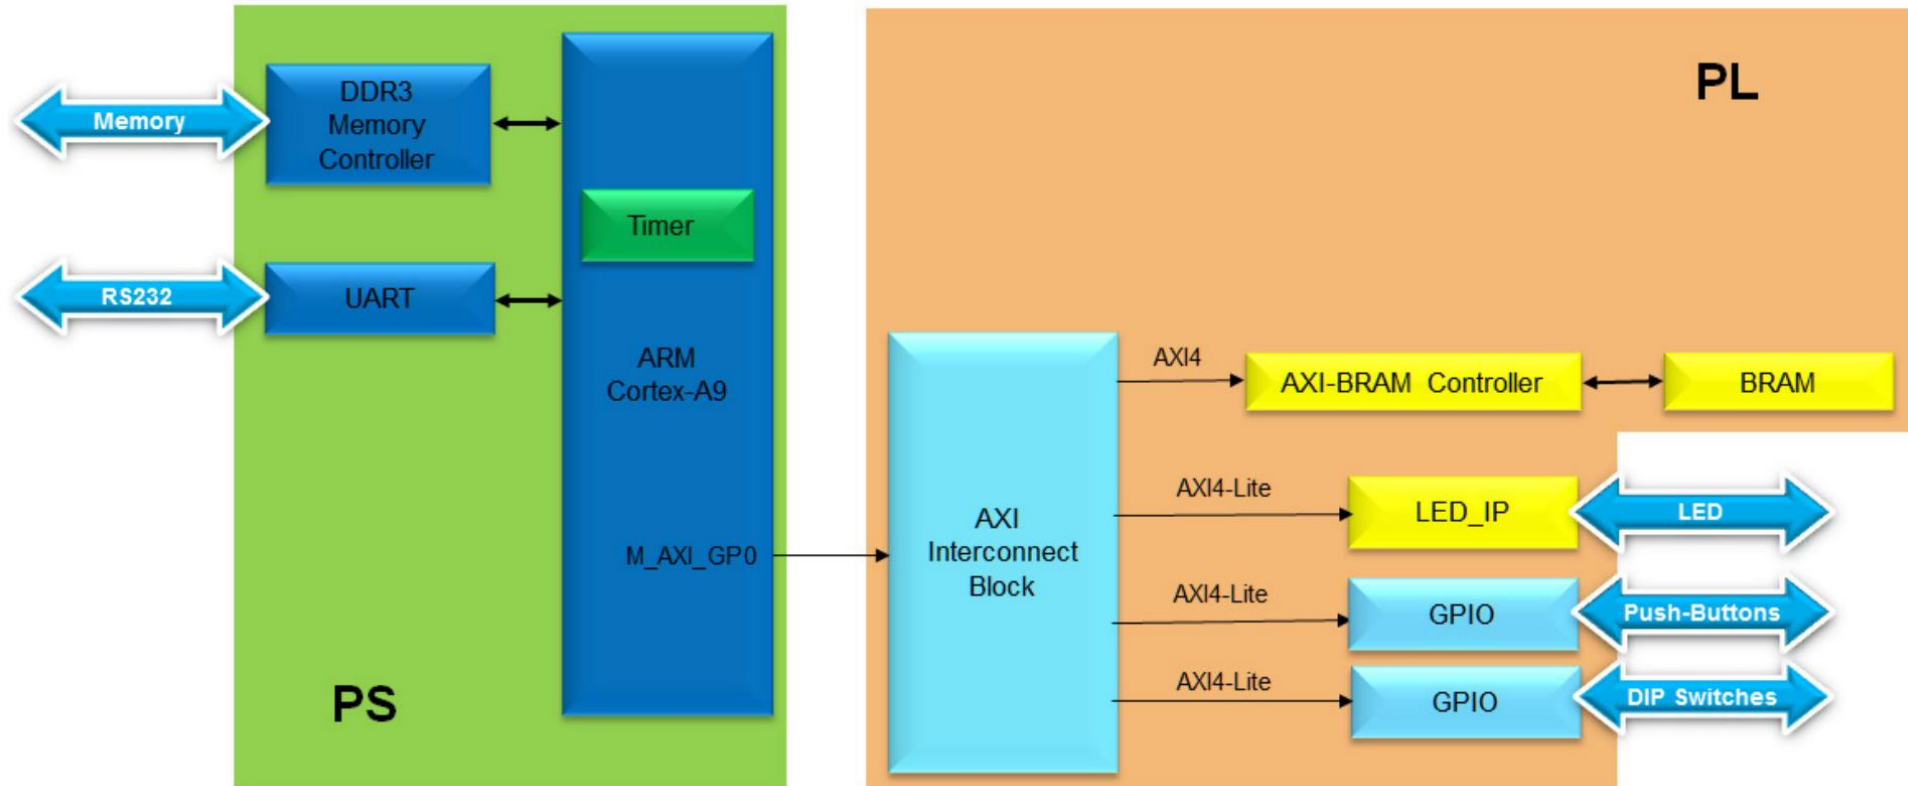 PL
Memory
DDR3
Memory
Controller
Timer
RS232
UART
ARM
Cortex-A9
M_AXI_GP0
PS
AXI
Interconnect
Block
AXI4
AXI-BRAM Controller
BRAM
AXI4-Lite
LED_IP
LED
AXI4-Lite
GPIO
Push-Buttons
AXI4-Lite
GPIO
DIP Switches